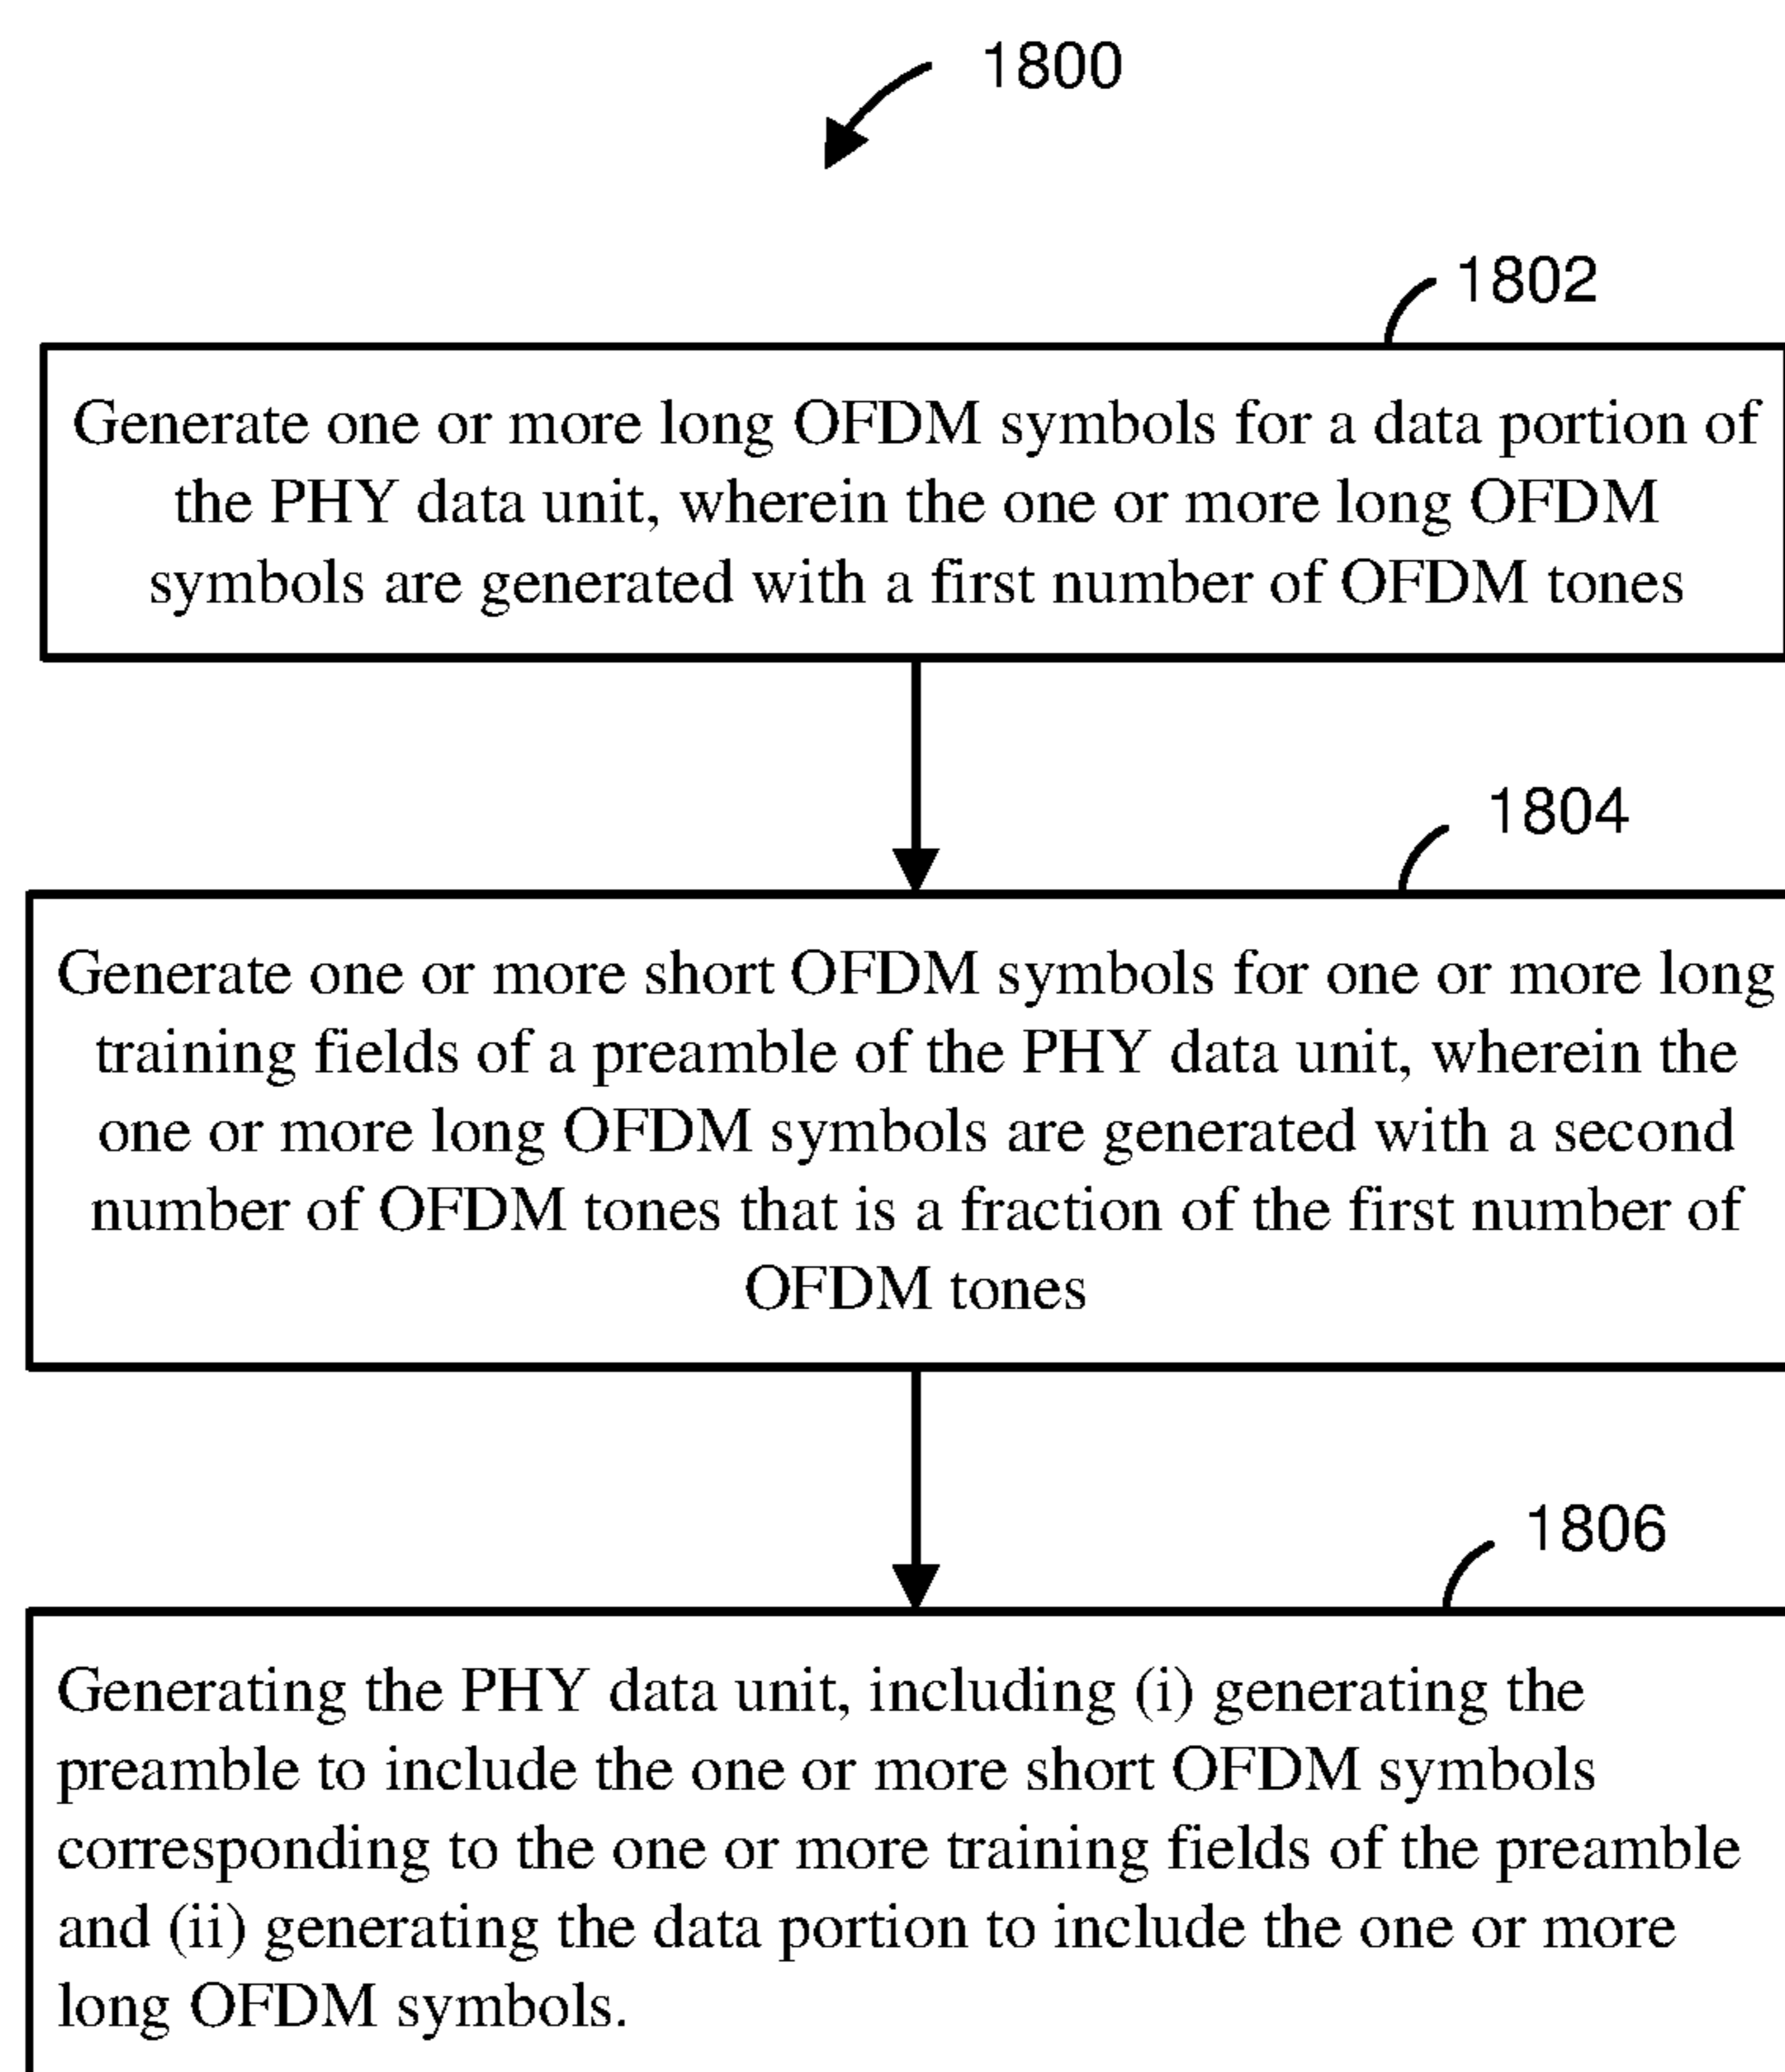 1800
1802
Generate one or more long OFDM symbols for a data portion of
the PHY data unit, wherein the one or more long OFDM
symbols are generated with a first number of OFDM tones
1804
Generate one or more short OFDM symbols for one or more long
training fields of a preamble of the PHY data unit, wherein the
one or more long OFDM symbols are generated with a second
number of OFDM tones that is a fraction of the first number of
OFDM tones
1806
Generating the PHY data unit, including (i) generating the
preamble to include the one or more short OFDM symbols
corresponding to the one or more training fields of the preamble
and (ii) generating the data portion to include the one or more
long OFDM symbols.